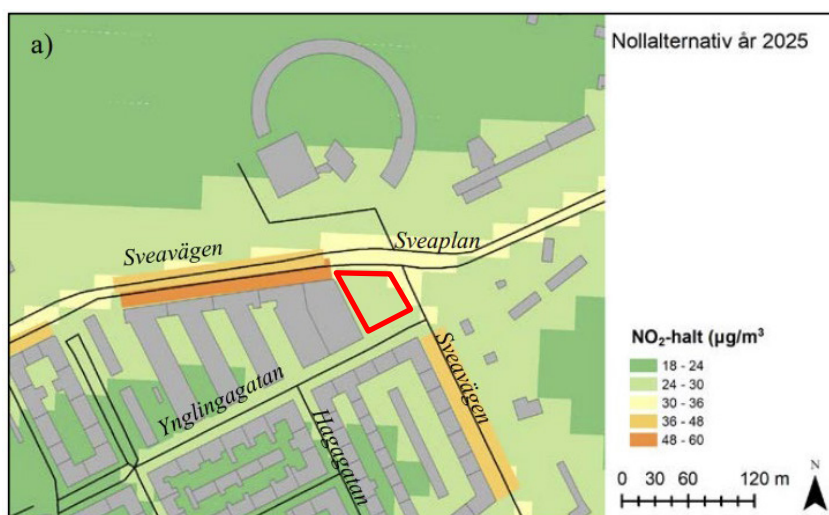 a)
Nollalternativ år 2025
Sveavägen
Sveaplan
Sveavägen
Ynglingagatan
Hagagatan
NO₂-halt (µg/m³
18 - 24
24 - 30
30 - 36
36 - 48
48 - 60
N
0 30 60 120 m